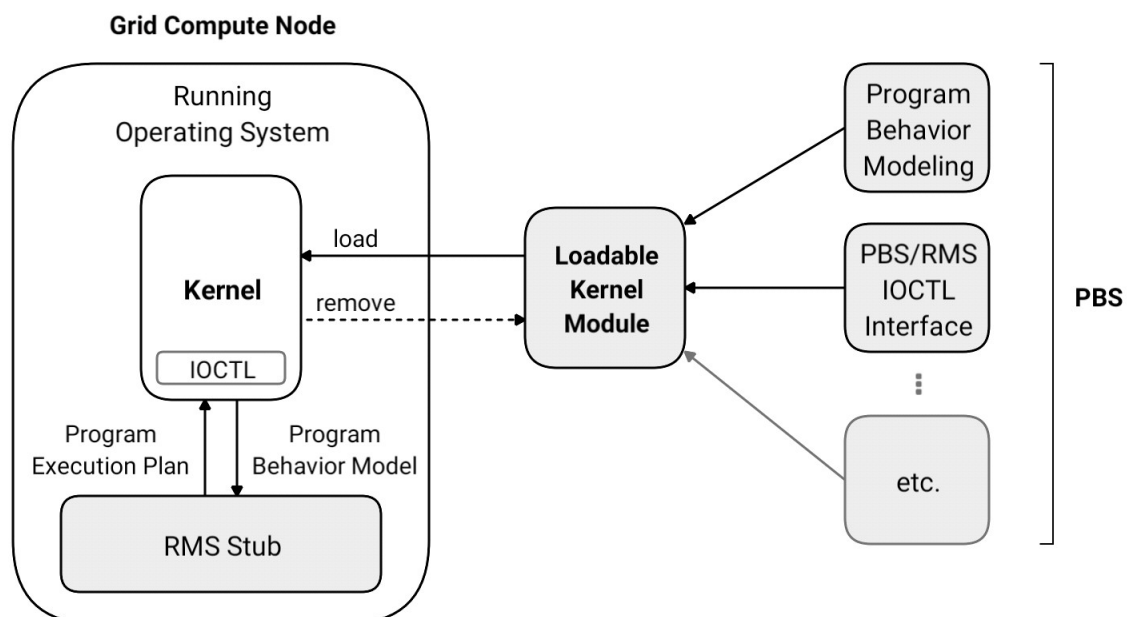 Grid Compute Node
Running
Operating System
Kernel
IOCTL
load
remove
Program
Execution Plan
Program
Behavior Model
RMS Stub
Loadable
Kernel
Module
Program
Behavior
Modeling
PBS/RMS
IOCTL
Interface
etc.
PBS